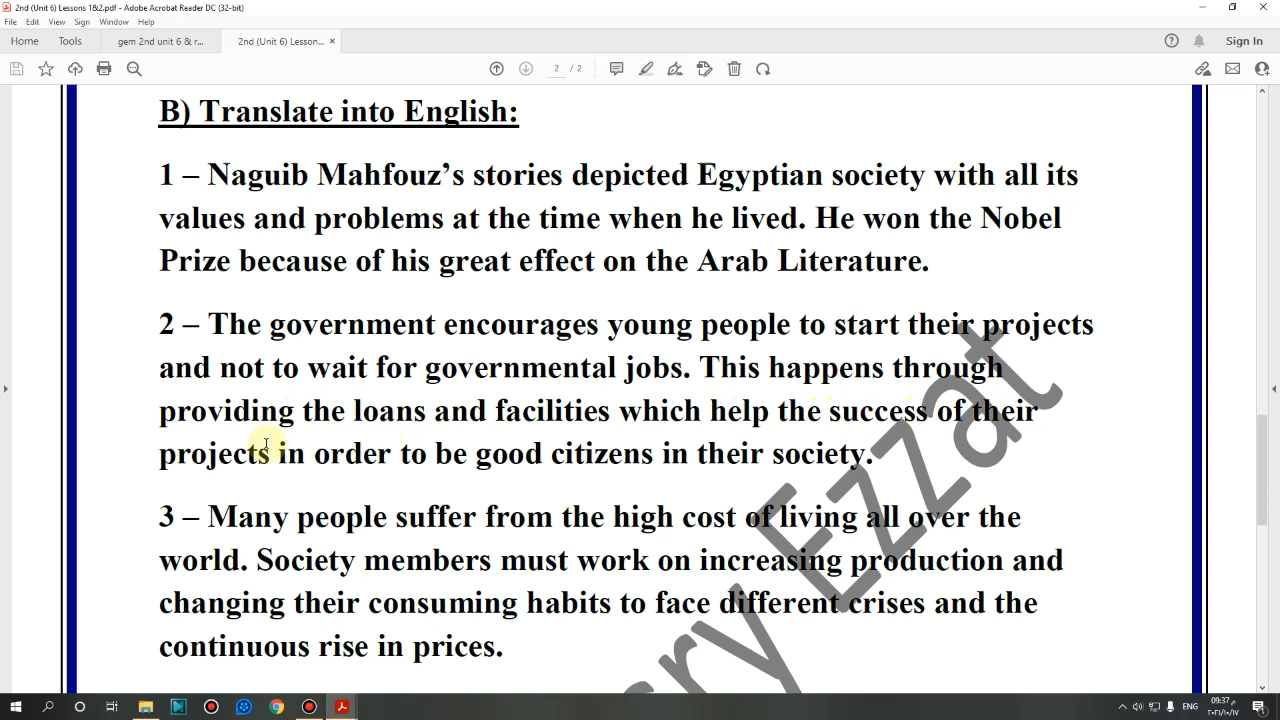 2nd (Unit 6) Lessons 1&2.pdf - Adobe Acrobat Reader DC (32-bit)
File Edit View Sign Window Help
Home Tools gem 2nd unit 6 & r... 2nd (Unit 6) Lesson... × Sign In
2 / 2
B) Translate into English:
1 – Naguib Mahfouz’s stories depicted Egyptian society with all its
values and problems at the time when he lived. He won the Nobel
Prize because of his great effect on the Arab Literature.
2 – The government encourages young people to start their projects
and not to wait for governmental jobs. This happens through
providing the loans and facilities which help the success of their
projects in order to be good citizens in their society.
3 – Many people suffer from the high cost of living all over the
world. Society members must work on increasing production and
changing their consuming habits to face different crises and the
continuous rise in prices.
sry Ezzat
ENG م 09:37
٢٠٢١/١٠/١٧